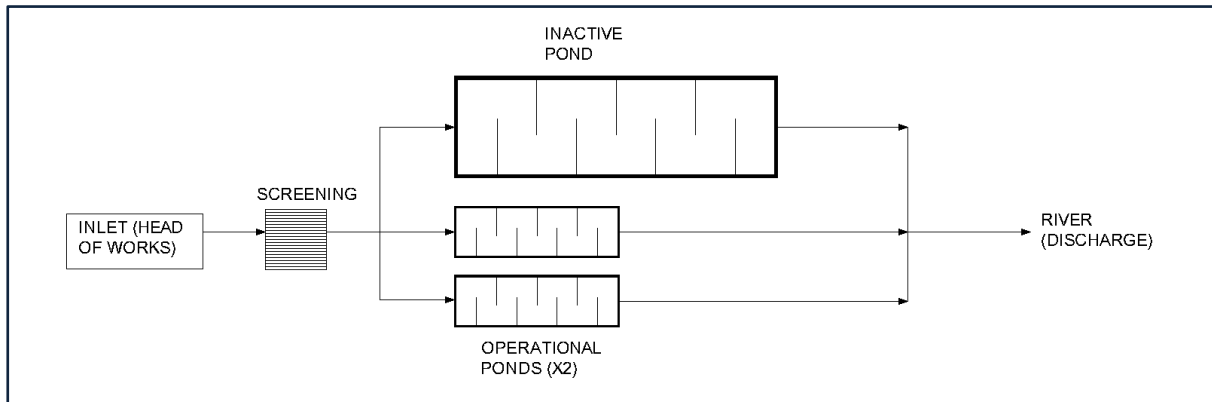 INACTIVE
POND
SCREENING
INLET (HEAD
OF WORKS)
RIVER
(DISCHARGE)
OPERATIONAL
PONDS (X2)